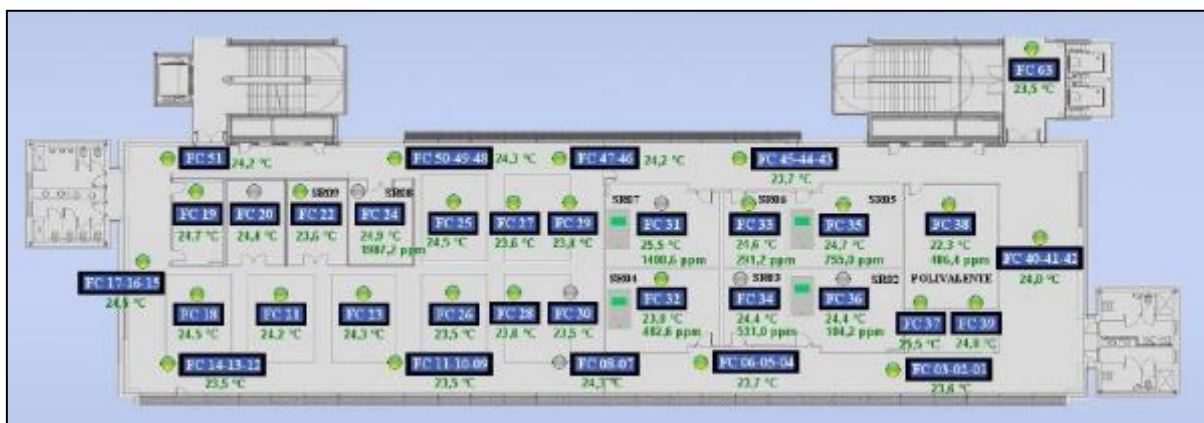 FC 63
23,5 °C
FC 51
24,2 °C
FC 50-49-48
24,3 °C
FC 47-46
24,2 °C
FC 45-44-43
23,7 °C
SR09
SR08
SR07
SR06
SR05
FC 19
24,7 °C
FC 20
24,4 °C
FC 22
23,6 °C
FC 24
24,9 °C
FC 25
24,5 °C
FC 27
23,6 °C
FC 29
FC 31
25,5 °C
1400,6 ppm
FC 33
24,6 °C
291,2 ppm
FC 35
24,7 °C
755,0 ppm
FC 38
22,3 °C
406,4 ppm
FC 40-41-42
24,0 °C
FC 17-16-15
SR04
SR03
SR02
POLIVALENTE
FC 18
24,5 °C
FC 21
24,2 °C
FC 23
24,3 °C
FC 26
23,5 °C
FC 28
23,8 °C
FC 30
23,5 °C
FC 32
23,8 °C
482,6 ppm
FC 34
24,4 °C
531,0 ppm
FC 36
24,4 °C
104,2 ppm
FC 37
25,5 °C
FC 39
24,8 °C
FC 14-13-12
23,5 °C
FC 11-10-09
23,5 °C
FC 08-07
24,3 °C
FC 06-05-04
23,7 °C
FC 03-02-01
23,6 °C